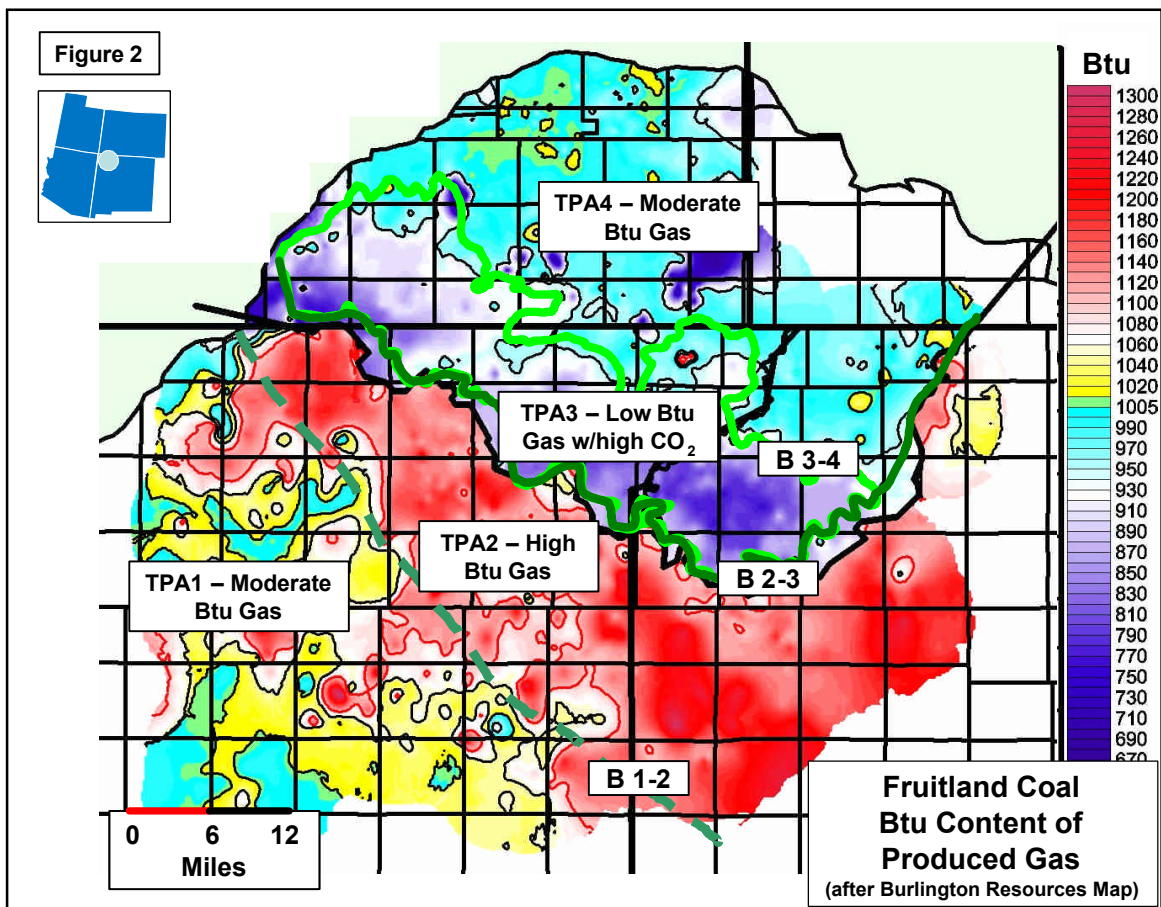 Figure 2
Btu
1300
1280
1260
1240
1220
1200
1180
1160
1140
1120
1100
1080
1060
1040
1020
1005
990
970
950
930
910
890
870
850
830
810
790
770
750
730
710
690
670
TPA4 – Moderate
Btu Gas
TPA3 – Low Btu
Gas w/high CO₂
B 3-4
TPA2 – High
Btu Gas
TPA1 – Moderate
Btu Gas
B 2-3
B 1-2
0 6 12
Miles
Fruitland Coal
Btu Content of
Produced Gas
(after Burlington Resources Map)